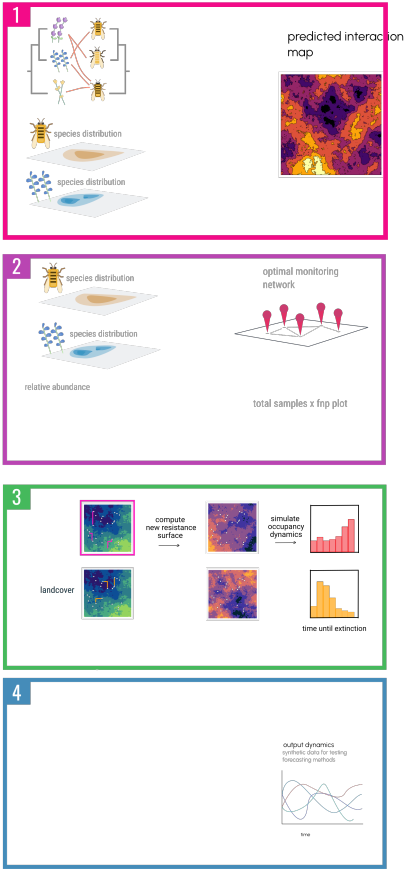 1
predicted interaction
map
species distribution
species distribution
2
species distribution
optimal monitoring
network
species distribution
relative abundance
total samples x fnp plot
3
compute
new resistance
surface
simulate
occupancy
dynamics
landcover
time until extinction
4
output dynamics
synthetic data for testing
forecasting methods
time